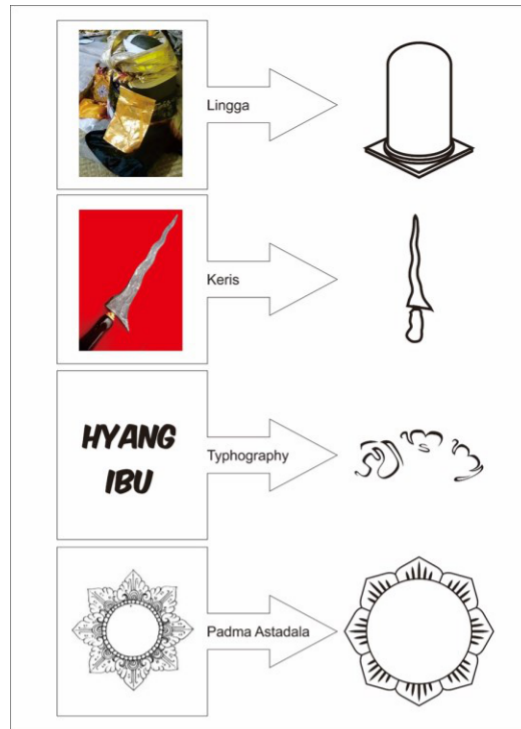 Lingga
Keris
HYANG
IBU
Typhography
Padma Astadala